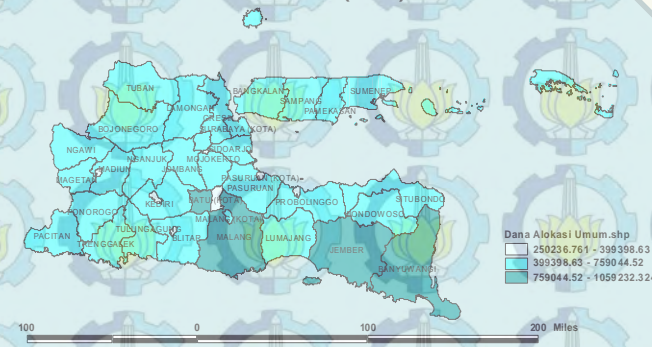 BANGKALAN
SUMENEP
SAMPANG
PAMEKASAN
TUBAN
LAMONGAN
GRESIK
BOJONEGORO
SURABAYA (KOTA)
SIDOARJO
NGAWI
NGANJUK
MOJOKERTO
MADIUN
JOMBANG
MAGETAN
PASURUAN (KOTA)
PASURUAN
SITUBONDO
KEDIRI
BATU (KOTA)
PROBOLINGGO
PONOROGO
MALANG (KOTA)
BONDOWOSO
TULUNGAGUNG
PACITAN
TRENGGALEK
BLITAR
MALANG
LUMAJANG
JEMBER
BANYUWANGI
Dana Alokasi Umum.shp
250236.761 - 399398.63
399398.63 - 759044.52
759044.52 - 1059232.324
100 0 100 200 Miles